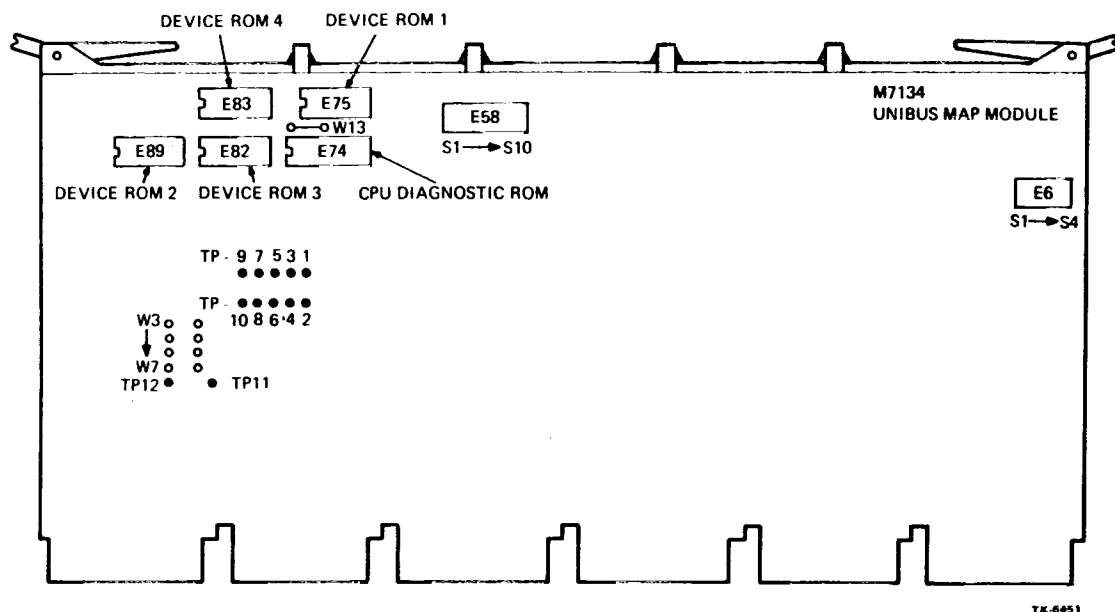 DEVICE ROM 4
DEVICE ROM 1
E83
E75
W13
E58
S1 S10
M7134
UNIBUS MAP MODULE
E89
E82
E74
DEVICE ROM 2
DEVICE ROM 3
CPU DIAGNOSTIC ROM
E6
S1 S4
TP - 9 7 5 3 1
TP -
10 8 6 4 2
W3
W7
TP12
TP11
TK-6451